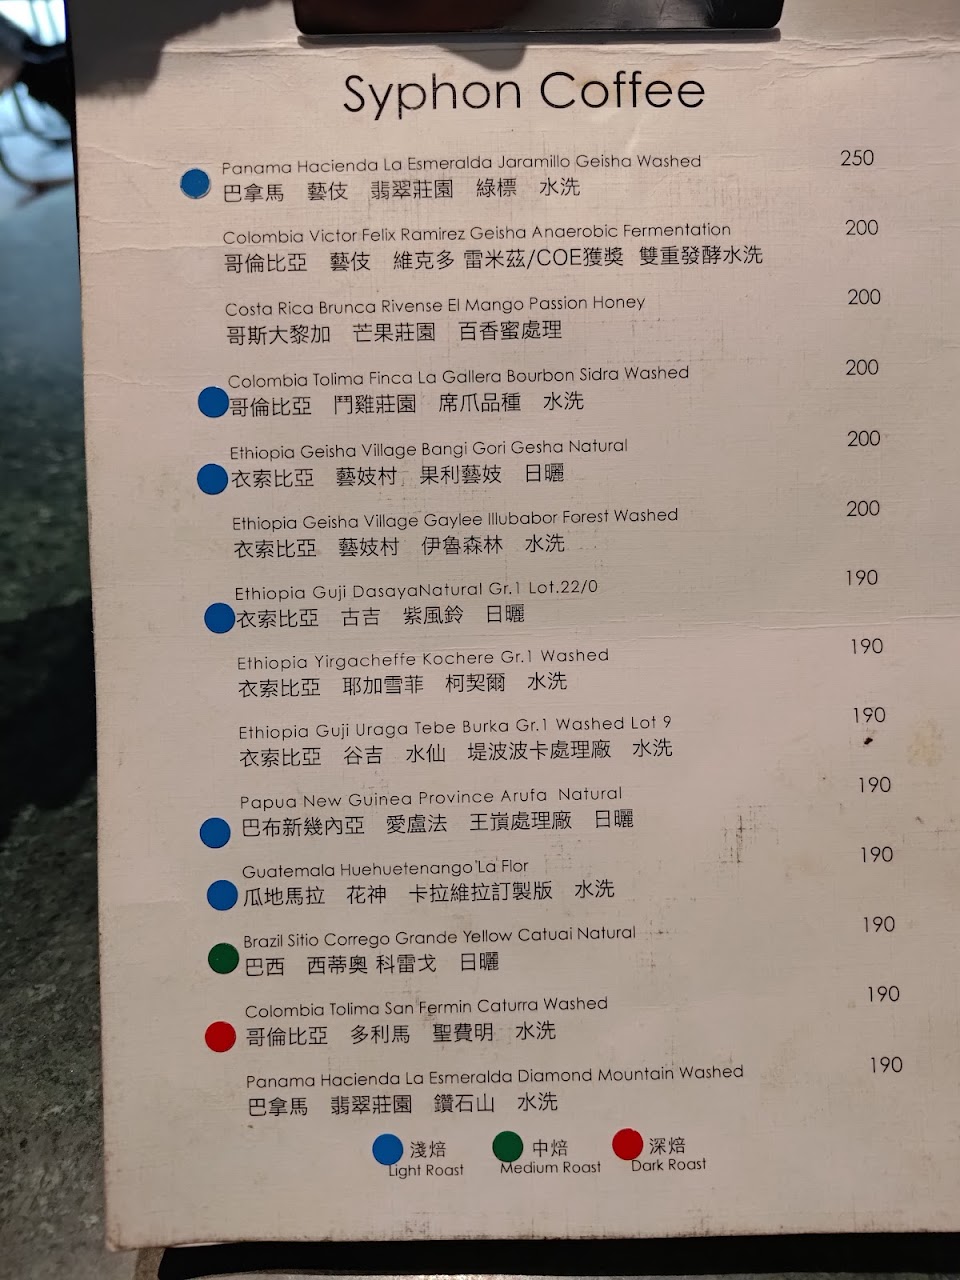 Syphon Coffee
Panama Hacienda La Esmeralda Jaramillo Geisha Washed 250
巴拿馬 藝伎 翡翠莊園 綠標 水洗
Colombia Victor Felix Ramirez Geisha Anaerobic Fermentation 200
哥倫比亞 藝伎 維克多 雷米茲/COE獲獎 雙重發酵水洗
Costa Rica Brunca Rivense El Mango Passion Honey 200
哥斯大黎加 芒果莊園 百香蜜處理
Colombia Tolima Finca La Gallera Bourbon Sidra Washed 200
哥倫比亞 鬥雞莊園 席爪品種 水洗
Ethiopia Geisha Village Bangi Gori Gesha Natural 200
衣索比亞 藝妓村 果利藝妓 日曬
Ethiopia Geisha Village Gaylee Illubabor Forest Washed 200
衣索比亞 藝妓村 伊魯森林 水洗
Ethiopia Guji DasayaNatural Gr.1 Lot.22/0 190
衣索比亞 古吉 紫風鈴 日曬
Ethiopia Yirgacheffe Kochere Gr.1 Washed 190
衣索比亞 耶加雪菲 柯契爾 水洗
Ethiopia Guji Uraga Tebe Burka Gr.1 Washed Lot 9 190
衣索比亞 谷吉 水仙 堤波波卡處理廠 水洗
Papua New Guinea Province Arufa Natural 190
巴布新幾內亞 愛盧法 王嶺處理廠 日曬
Guatemala Huehuetenango La Flor 190
瓜地馬拉 花神 卡拉維拉訂製版 水洗
Brazil Sitio Corrego Grande Yellow Catuai Natural 190
巴西 西蒂奧 科雷戈 日曬
Colombia Tolima San Fermin Caturra Washed 190
哥倫比亞 多利馬 聖費明 水洗
Panama Hacienda La Esmeralda Diamond Mountain Washed 190
巴拿馬 翡翠莊園 鑽石山 水洗
淺焙 中焙 深焙
Light Roast Medium Roast Dark Roast